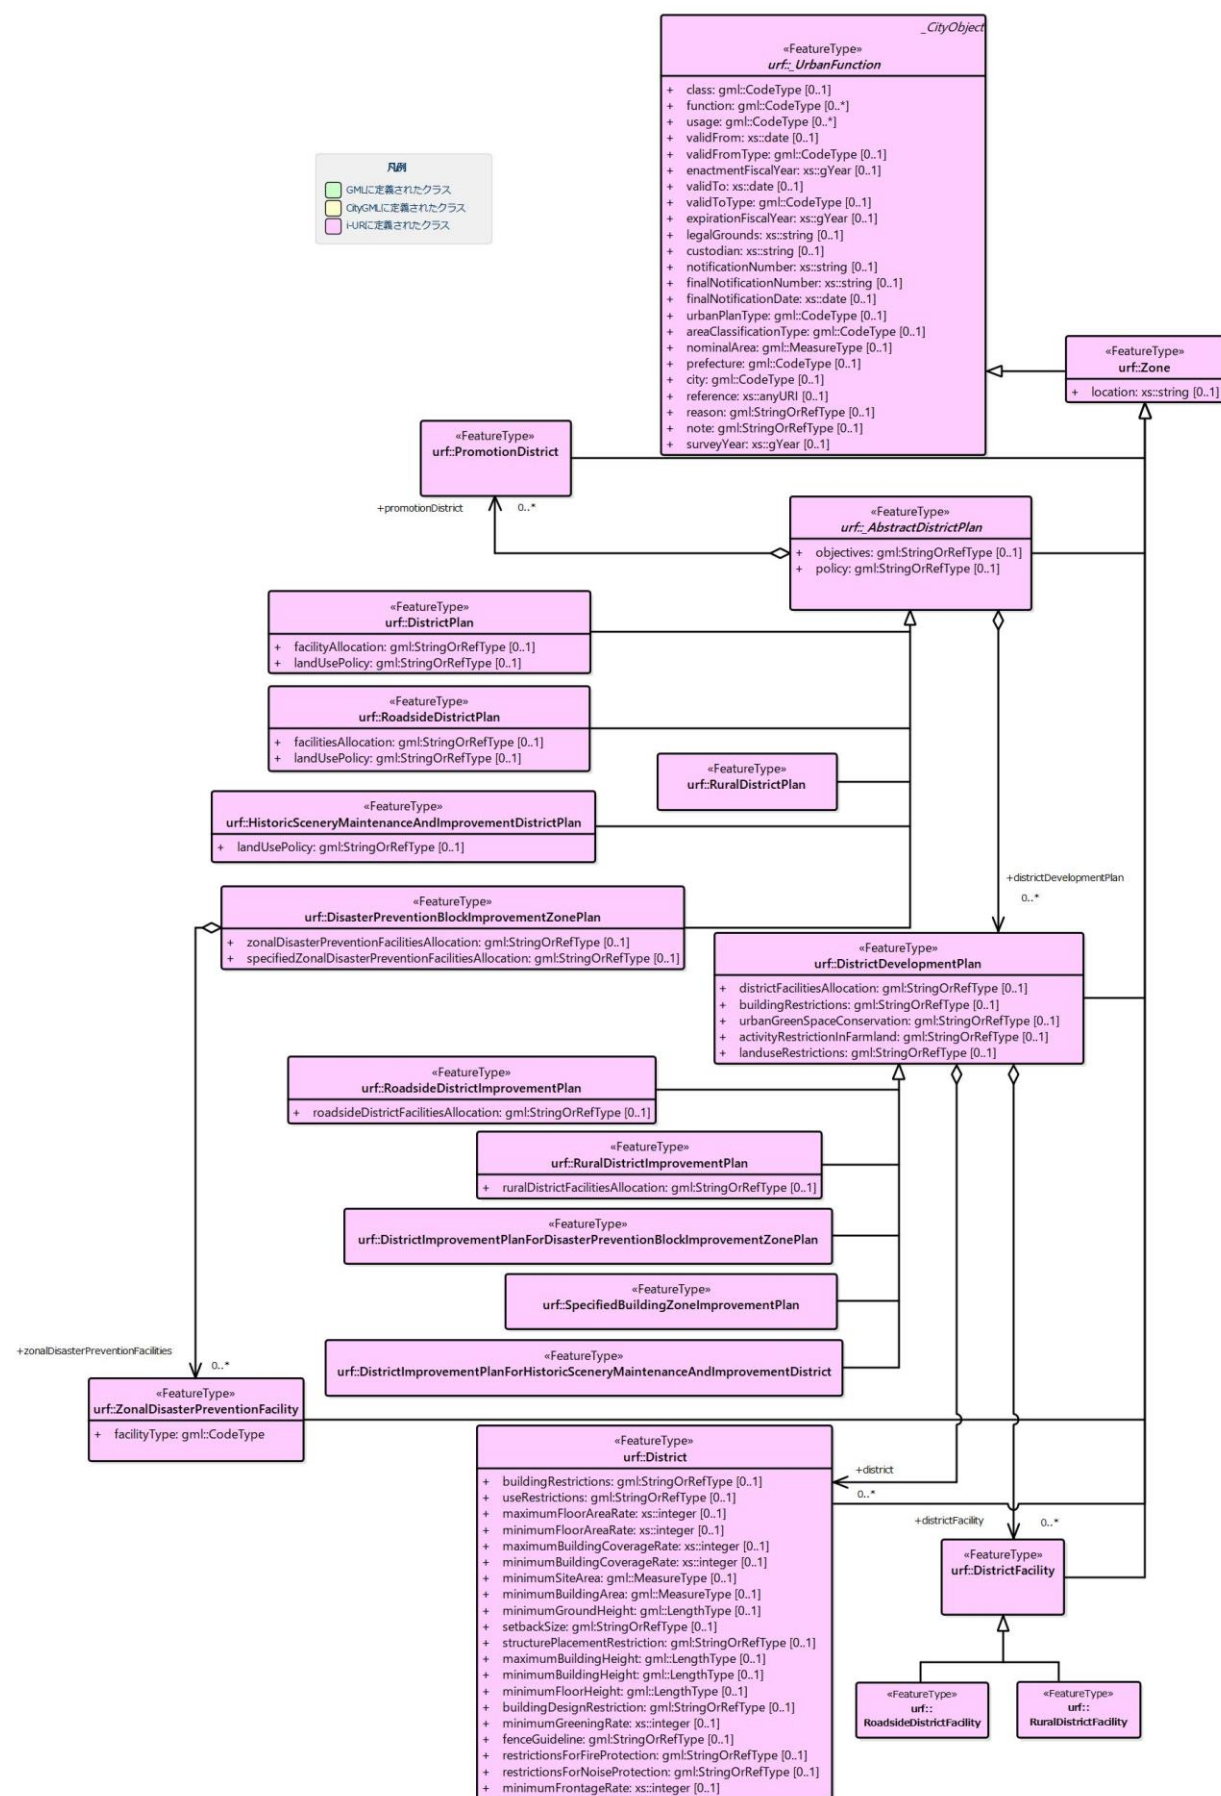 _CityObject
«FeatureType»
urf::_UrbanFunction
+ class: gml::CodeType [0..1]
+ function: gml::CodeType [0..*]
+ usage: gml::CodeType [0..*]
+ validFrom: xs::date [0..1]
+ validFromType: gml::CodeType [0..1]
+ enactmentFiscalYear: xs::gYear [0..1]
+ validTo: xs::date [0..1]
+ validToType: gml::CodeType [0..1]
+ expirationFiscalYear: xs::gYear [0..1]
+ legalGrounds: xs::string [0..1]
+ custodian: xs::string [0..1]
+ notificationNumber: xs::string [0..1]
+ finalNotificationNumber: xs::string [0..1]
+ finalNotificationDate: xs::date [0..1]
+ urbanPlanType: gml::CodeType [0..1]
+ areaClassificationType: gml::CodeType [0..1]
+ nominalArea: gml::MeasureType [0..1]
+ prefecture: gml::CodeType [0..1]
+ city: gml::CodeType [0..1]
+ reference: xs::anyURI [0..1]
+ reason: gml:StringOrRefType [0..1]
+ note: gml:StringOrRefType [0..1]
+ surveyYear: xs::gYear [0..1]
凡例
GMLに定義されたクラス
CityGMLに定義されたクラス
i-URに定義されたクラス
«FeatureType»
urf::Zone
+ location: xs::string [0..1]
«FeatureType»
urf::PromotionDistrict
+promotionDistrict
0..*
«FeatureType»
urf::_AbstractDistrictPlan
+ objectives: gml:StringOrRefType [0..1]
+ policy: gml:StringOrRefType [0..1]
«FeatureType»
urf::DistrictPlan
+ facilityAllocation: gml:StringOrRefType [0..1]
+ landUsePolicy: gml:StringOrRefType [0..1]
«FeatureType»
urf::RoadsideDistrictPlan
+ facilitiesAllocation: gml:StringOrRefType [0..1]
+ landUsePolicy: gml:StringOrRefType [0..1]
«FeatureType»
urf::RuralDistrictPlan
«FeatureType»
urf::HistoricSceneryMaintenanceAndImprovementDistrictPlan
+ landUsePolicy: gml:StringOrRefType [0..1]
+districtDevelopmentPlan
0..*
«FeatureType»
urf::DisasterPreventionBlockImprovementZonePlan
+ zonalDisasterPreventionFacilitiesAllocation: gml:StringOrRefType [0..1]
+ specifiedZonalDisasterPreventionFacilitiesAllocation: gml:StringOrRefType [0..1]
«FeatureType»
urf::DistrictDevelopmentPlan
+ districtFacilitiesAllocation: gml:StringOrRefType [0..1]
+ buildingRestrictions: gml:StringOrRefType [0..1]
+ urbanGreenSpaceConservation: gml:StringOrRefType [0..1]
+ activityRestrictionInFarmland: gml:StringOrRefType [0..1]
+ landuseRestrictions: gml:StringOrRefType [0..1]
«FeatureType»
urf::RoadsideDistrictImprovementPlan
+ roadsideDistrictFacilitiesAllocation: gml:StringOrRefType [0..1]
«FeatureType»
urf::RuralDistrictImprovementPlan
+ ruralDistrictFacilitiesAllocation: gml:StringOrRefType [0..1]
«FeatureType»
urf::DistrictImprovementPlanForDisasterPreventionBlockImprovementZonePlan
«FeatureType»
urf::SpecifiedBuildingZoneImprovementPlan
«FeatureType»
urf::DistrictImprovementPlanForHistoricSceneryMaintenanceAndImprovementDistrict
+zonalDisasterPreventionFacilities
0..*
«FeatureType»
urf::ZonalDisasterPreventionFacility
+ facilityType: gml::CodeType
«FeatureType»
urf::District
+ buildingRestrictions: gml:StringOrRefType [0..1]
+ useRestrictions: gml:StringOrRefType [0..1]
+ maximumFloorAreaRate: xs::integer [0..1]
+ minimumFloorAreaRate: xs::integer [0..1]
+ maximumBuildingCoverageRate: xs::integer [0..1]
+ minimumBuildingCoverageRate: xs::integer [0..1]
+ minimumSiteArea: gml::MeasureType [0..1]
+ minimumBuildingArea: gml::MeasureType [0..1]
+ minimumGroundHeight: gml::LengthType [0..1]
+ setbackSize: gml:StringOrRefType [0..1]
+ structurePlacementRestriction: gml:StringOrRefType [0..1]
+ maximumBuildingHeight: gml::LengthType [0..1]
+ minimumBuildingHeight: gml::LengthType [0..1]
+ minimumFloorHeight: gml::LengthType [0..1]
+ buildingDesignRestriction: gml:StringOrRefType [0..1]
+ minimumGreeningRate: xs::integer [0..1]
+ fenceGuideline: gml:StringOrRefType [0..1]
+ restrictionsForFireProtection: gml:StringOrRefType [0..1]
+ restrictionsForNoiseProtection: gml:StringOrRefType [0..1]
+ minimumFrontageRate: xs::integer [0..1]
+district
0..*
+districtFacility
0..*
«FeatureType»
urf::DistrictFacility
«FeatureType»
urf::
RoadsideDistrictFacility
«FeatureType»
urf::
RuralDistrictFacility